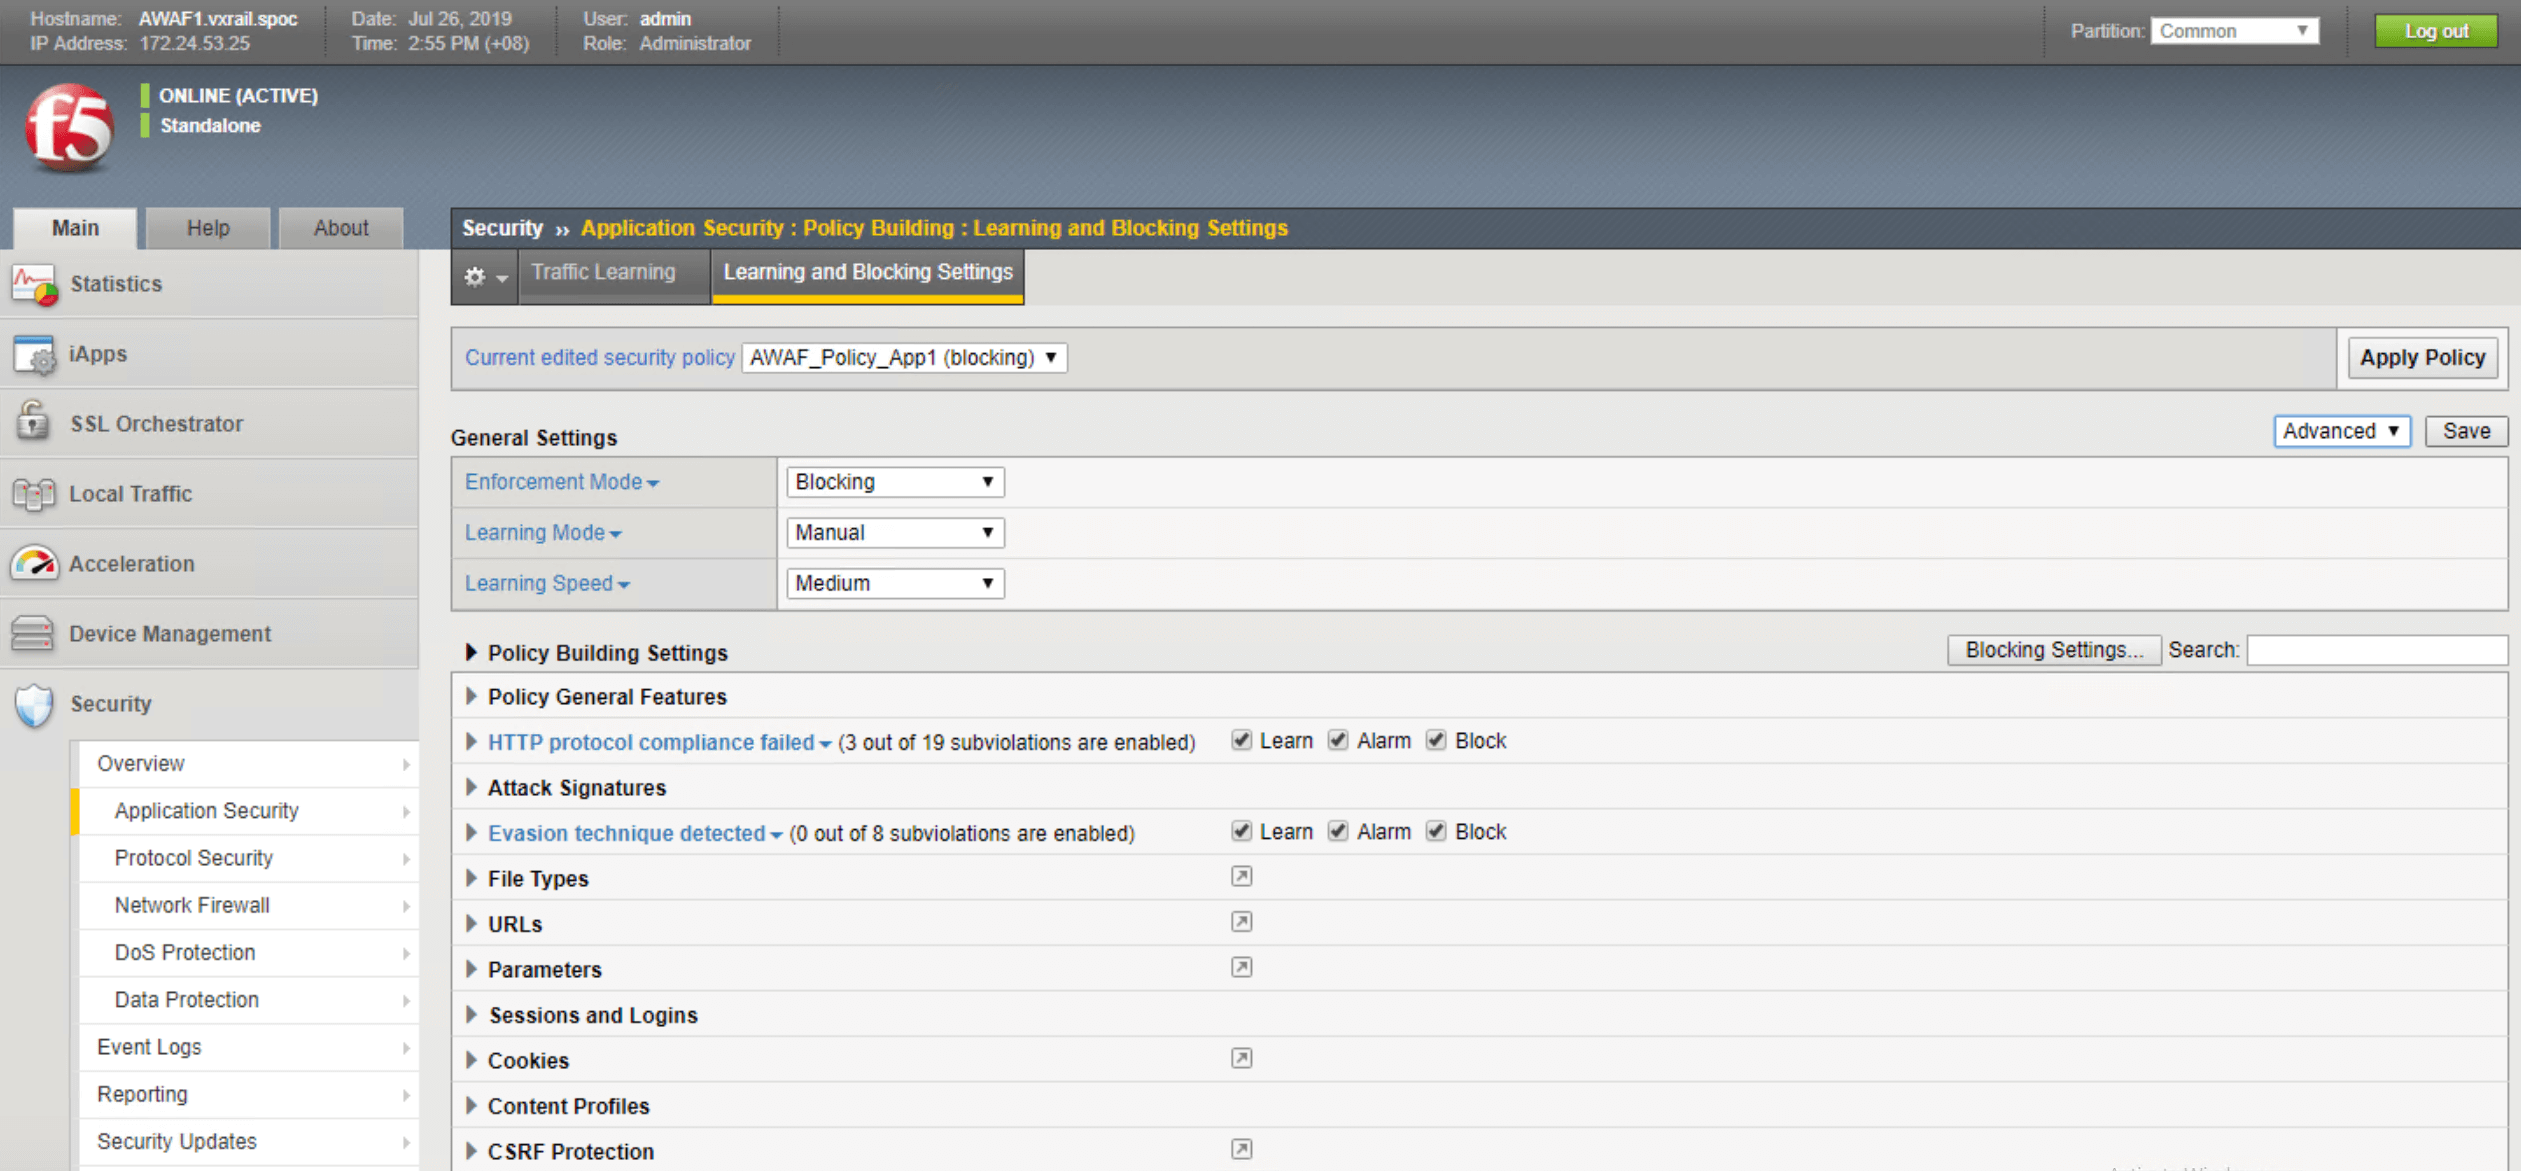 Hostname: AWAF1.vxrail.spoc Date: Jul 26, 2019 User: admin
IP Address: 172.24.53.25 Time: 2:55 PM (+08) Role: Administrator
Partition: Common Log out
f5
ONLINE (ACTIVE)
Standalone
Main Help About
Statistics
iApps
SSL Orchestrator
Local Traffic
Acceleration
Device Management
Security
Overview
Application Security
Protocol Security
Network Firewall
DoS Protection
Data Protection
Event Logs
Reporting
Security Updates
Security ›› Application Security : Policy Building : Learning and Blocking Settings
Traffic Learning Learning and Blocking Settings
Current edited security policy AWAF_Policy_App1 (blocking) Apply Policy
General Settings Advanced Save
Enforcement Mode Blocking
Learning Mode Manual
Learning Speed Medium
Policy Building Settings Blocking Settings... Search:
Policy General Features
HTTP protocol compliance failed (3 out of 19 subviolations are enabled) Learn Alarm Block
Attack Signatures
Evasion technique detected (0 out of 8 subviolations are enabled) Learn Alarm Block
File Types
URLs
Parameters
Sessions and Logins
Cookies
Content Profiles
CSRF Protection